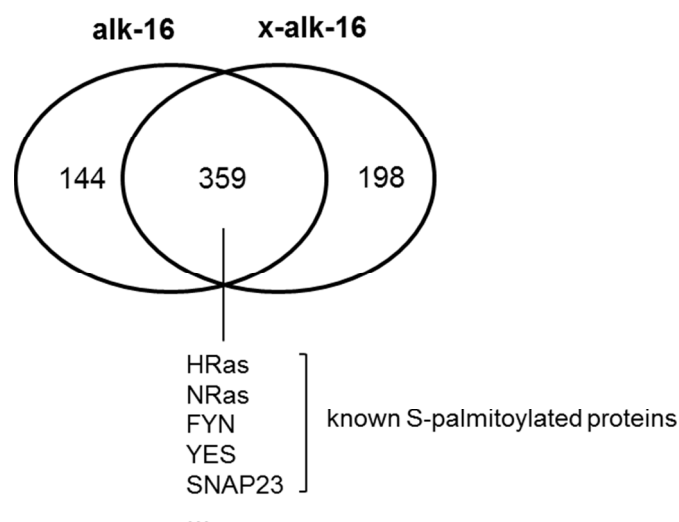 alk-16 x-alk-16
144 359 198
HRas
NRas
FYN
YES
SNAP23
known S-palmitoylated proteins
...